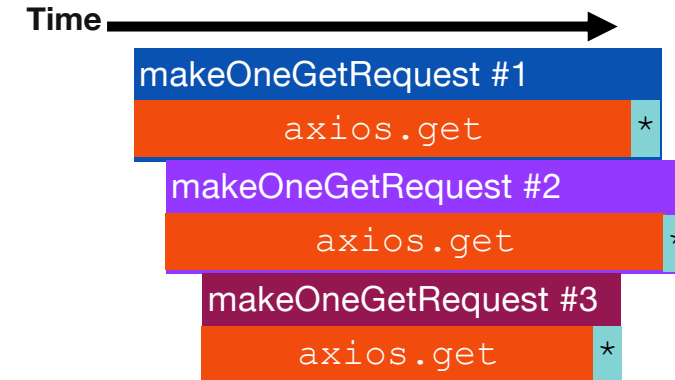 Time
makeOneGetRequest #1
axios.get *
makeOneGetRequest #2
axios.get *
makeOneGetRequest #3
axios.get *